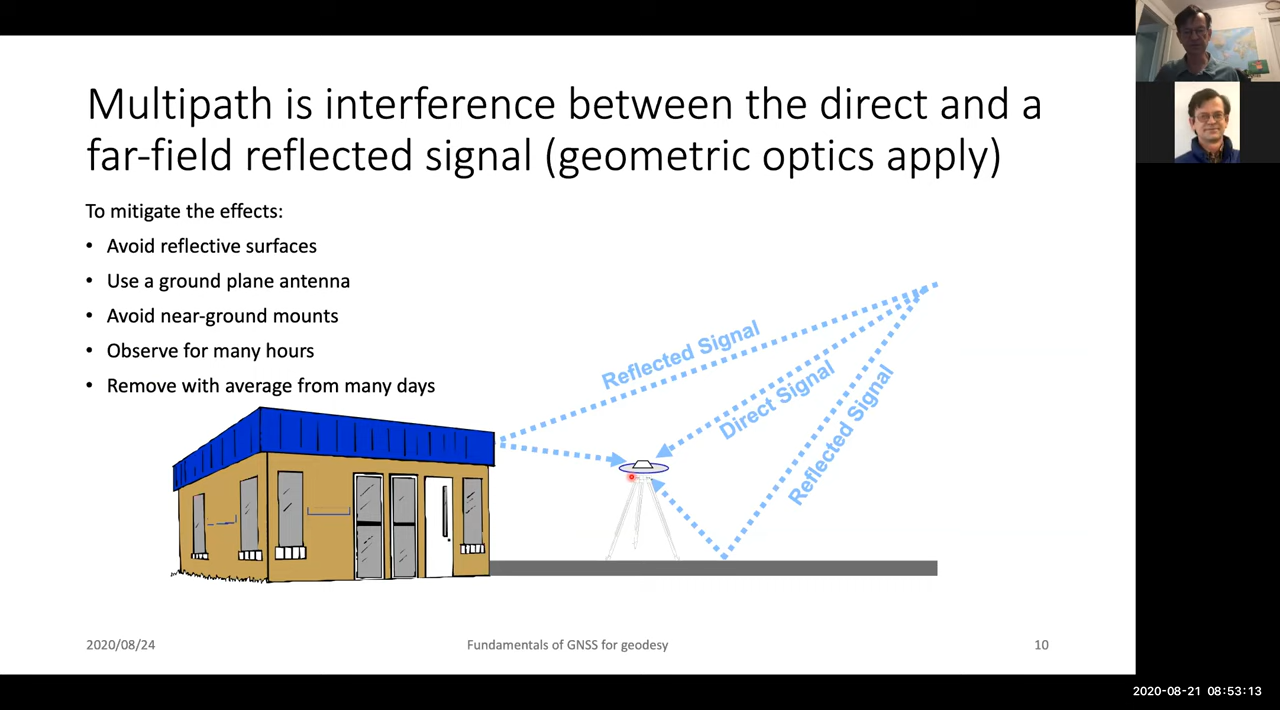 Multipath is interference between the direct and a
far-field reflected signal (geometric optics apply)
To mitigate the effects:
• Avoid reflective surfaces
• Use a ground plane antenna
• Avoid near-ground mounts
• Observe for many hours
• Remove with average from many days
Reflected Signal
Direct Signal
Reflected Signal
2020/08/24
Fundamentals of GNSS for geodesy
10
2020-08-21 08:53:13